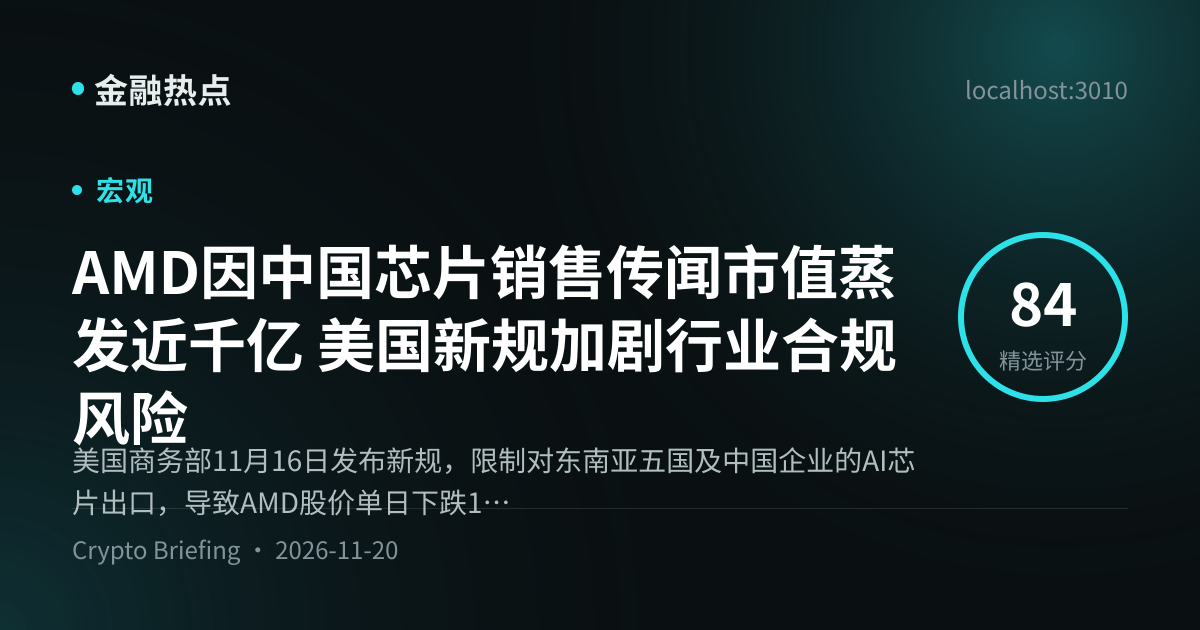 金融热点
localhost:3010
宏观
AMD因中国芯片销售传闻市值蒸
发近千亿 美国新规加剧行业合规
风险
84
精选评分
美国商务部11月16日发布新规，限制对东南亚五国及中国企业的AI芯
片出口，导致AMD股价单日下跌1…
Crypto Briefing · 2026-11-20